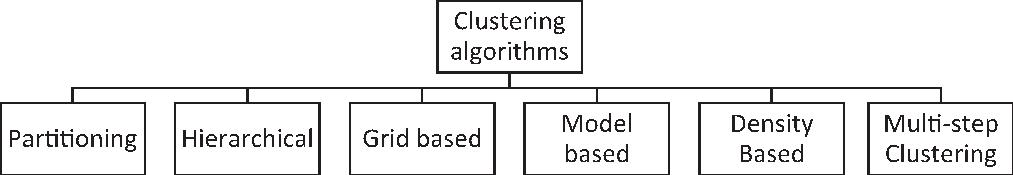 Clustering
algorithms
Partitioning
Hierarchical
Grid based
Model
based
Density
Based
Multi-step
Clustering